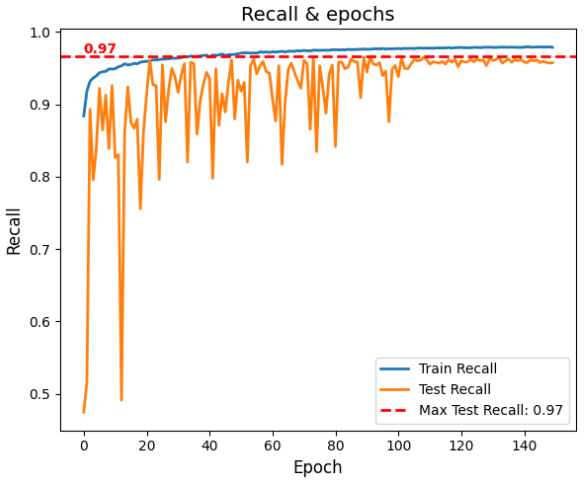 Recall & epochs
1.0
0.97
0.9
0.8
0.7
0.6
0.5
Recall
0 20 40 60 80 100 120 140
Epoch
Train Recall
Test Recall
Max Test Recall: 0.97